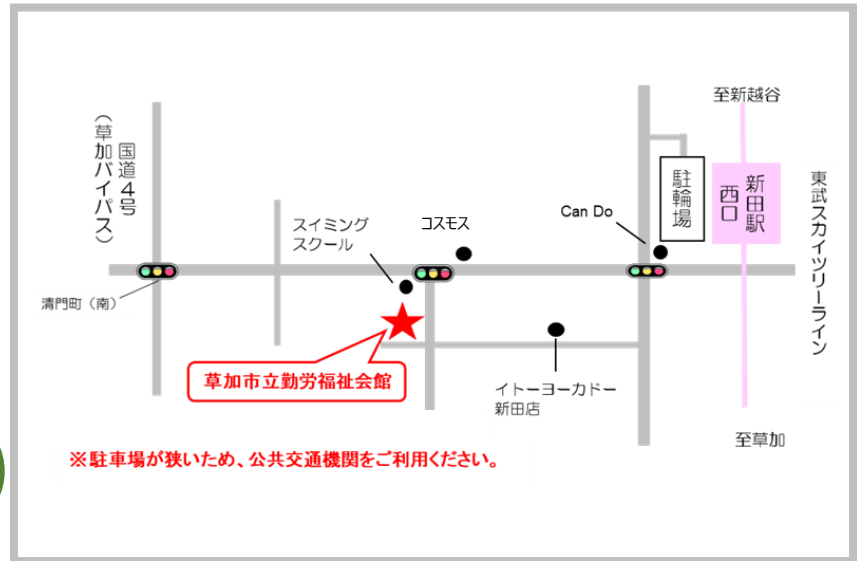 至新越谷
国道４号
（草加バイパス）
スイミング
スクール
コスモス
Can Do
駐輪場
新田駅
西口
東武スカイツリーライン
清門町（南）
草加市立勤労福祉会館
イトーヨーカドー
新田店
至草加
※駐車場が狭いため、公共交通機関をご利用ください。